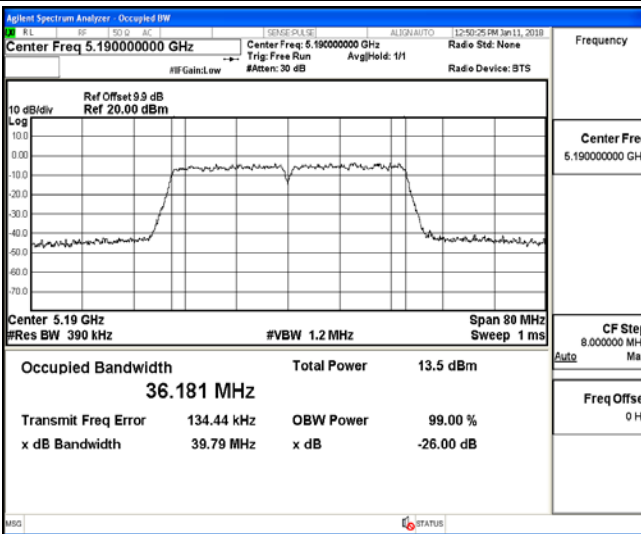 Agilent Spectrum Analyzer - Occupied BW
RL RF 50 Ω AC SENSE:PULSE ALIGN AUTO 12:50:25 PM Jan 11, 2018
Center Freq 5.190000000 GHz Center Freq: 5.190000000 GHz Radio Std: None Frequency
Trig: Free Run Avg|Hold: 1/1
#IFGain:Low #Atten: 30 dB Radio Device: BTS
Ref Offset 9.9 dB
10 dB/div Ref 20.00 dBm
Log
10.0
0.00
-10.0
-20.0
-30.0
-40.0
-50.0
-60.0
-70.0
Center Fre
5.190000000 GH
Center 5.19 GHz Span 80 MHz
#Res BW 390 kHz #VBW 1.2 MHz Sweep 1 ms
CF Ste
8.000000 MH
Auto Ma
Occupied Bandwidth Total Power 13.5 dBm
36.181 MHz
Freq Offse
0 H
Transmit Freq Error 134.44 kHz OBW Power 99.00 %
x dB Bandwidth 39.79 MHz x dB -26.00 dB
MSG STATUS